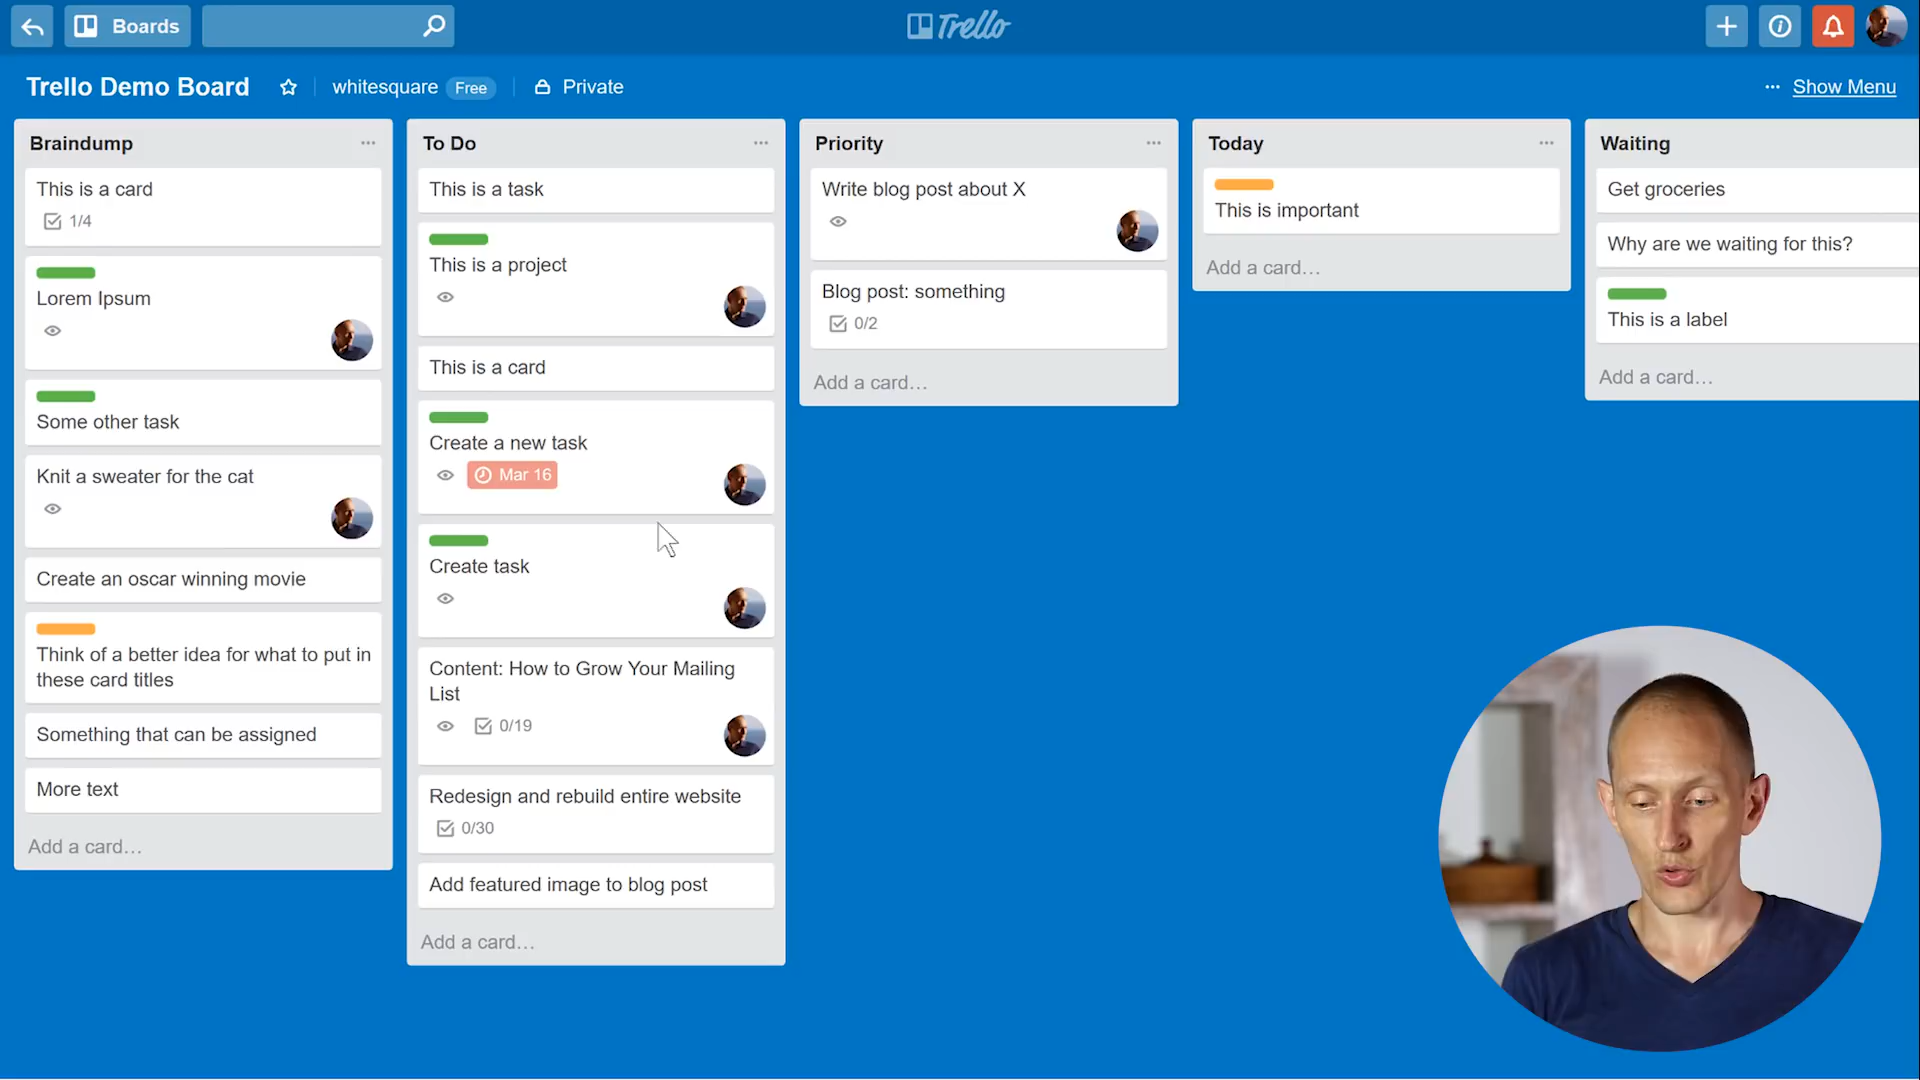 Boards
Trello
Trello Demo Board
whitesquare
Free
Private
... Show Menu
Braindump
This is a card
1/4
Lorem Ipsum
Some other task
Knit a sweater for the cat
Create an oscar winning movie
Think of a better idea for what to put in
these card titles
Something that can be assigned
More text
Add a card...
To Do
This is a task
This is a project
This is a card
Create a new task
Mar 16
Create task
Content: How to Grow Your Mailing
List
0/19
Redesign and rebuild entire website
0/30
Add featured image to blog post
Add a card...
Priority
Write blog post about X
Blog post: something
0/2
Add a card...
Today
This is important
Add a card...
Waiting
Get groceries
Why are we waiting for this?
This is a label
Add a card...